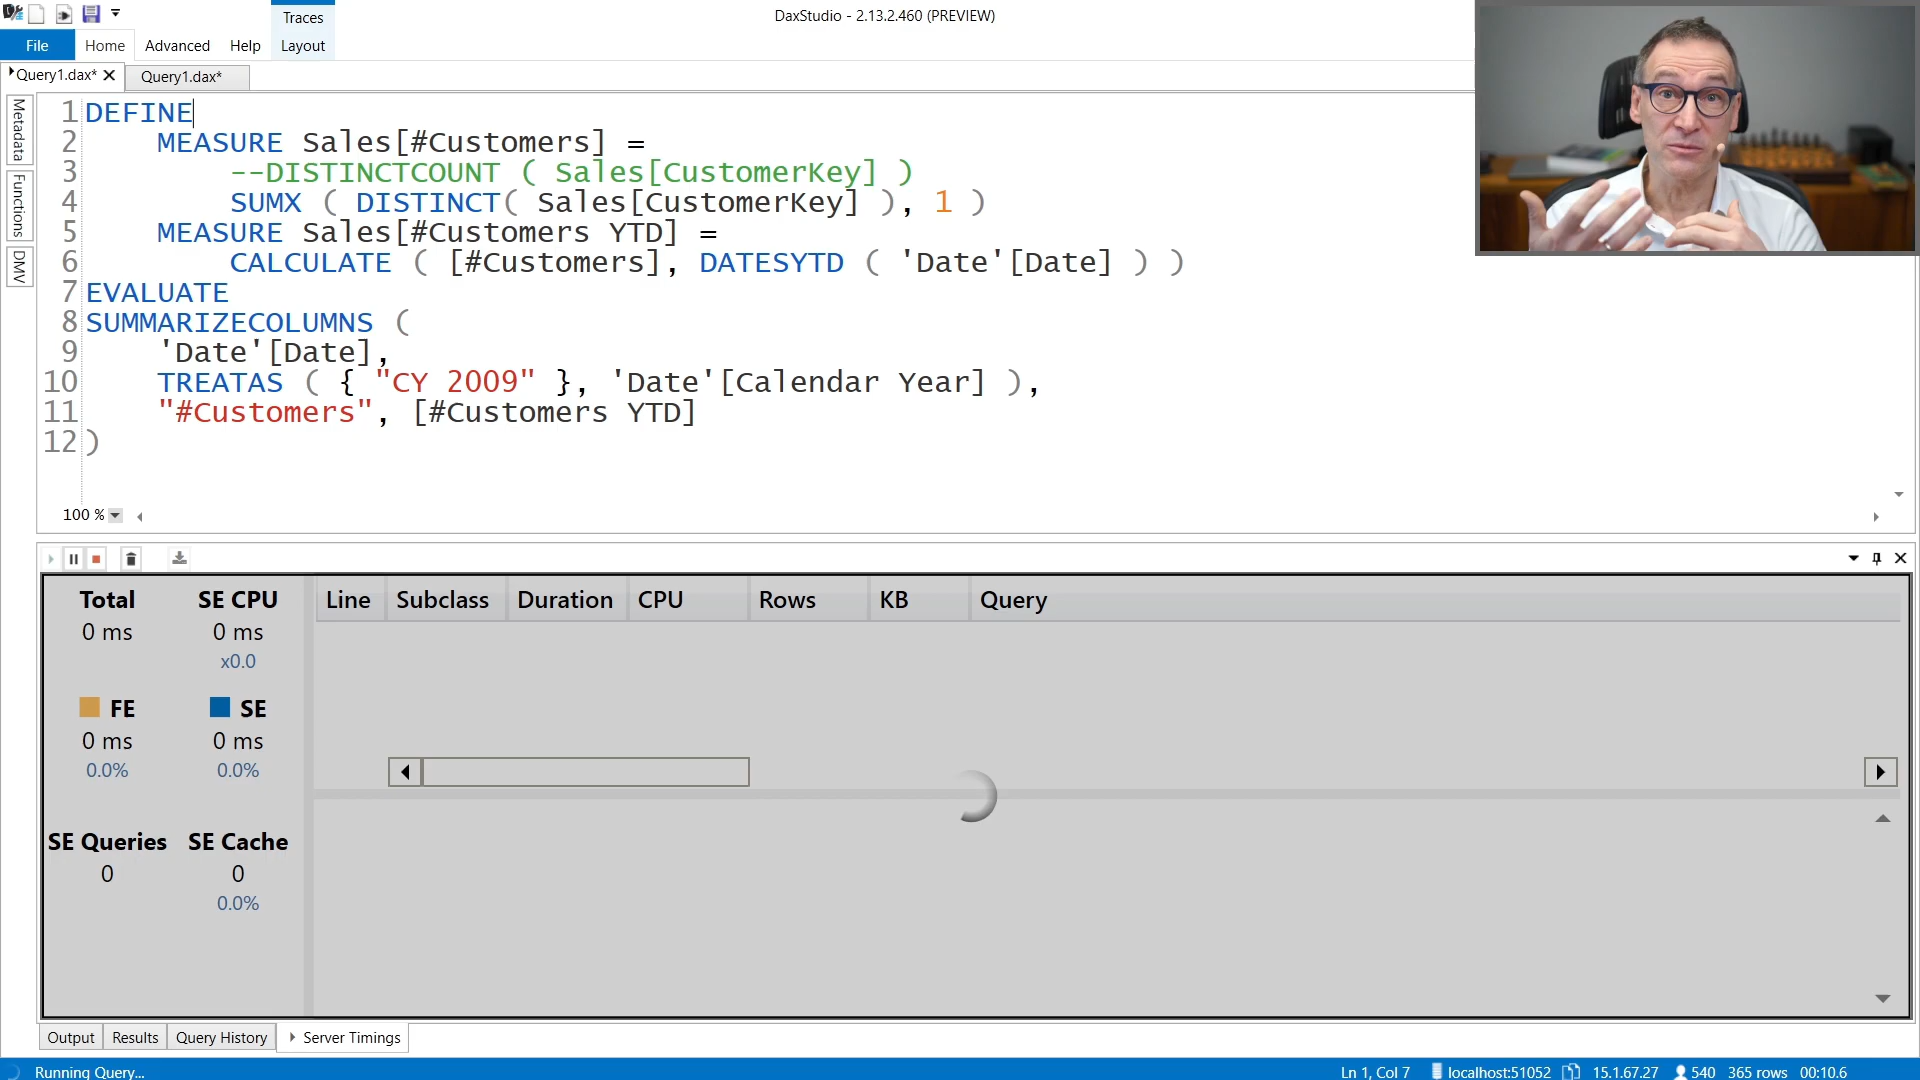 Traces
DaxStudio - 2.13.2.460 (PREVIEW)
File Home Advanced Help Layout
Query1.dax* Query1.dax*
Metadata
Functions
DMV
1 DEFINE
2 MEASURE Sales[#Customers] =
3 --DISTINCTCOUNT ( Sales[CustomerKey] )
4 SUMX ( DISTINCT( Sales[CustomerKey] ), 1 )
5 MEASURE Sales[#Customers YTD] =
6 CALCULATE ( [#Customers], DATESYTD ( 'Date'[Date] ) )
7 EVALUATE
8 SUMMARIZECOLUMNS (
9 'Date'[Date],
10 TREATAS ( { "CY 2009" }, 'Date'[Calendar Year] ),
11 "#Customers", [#Customers YTD]
12 )
100 %
Total SE CPU
0 ms 0 ms
x0.0
FE SE
0 ms 0 ms
0.0% 0.0%
SE Queries SE Cache
0 0
0.0%
Line Subclass Duration CPU Rows KB Query
Output Results Query History Server Timings
Running Query... Ln 1, Col 7 localhost:51052 15.1.67.27 540 365 rows 00:10.6